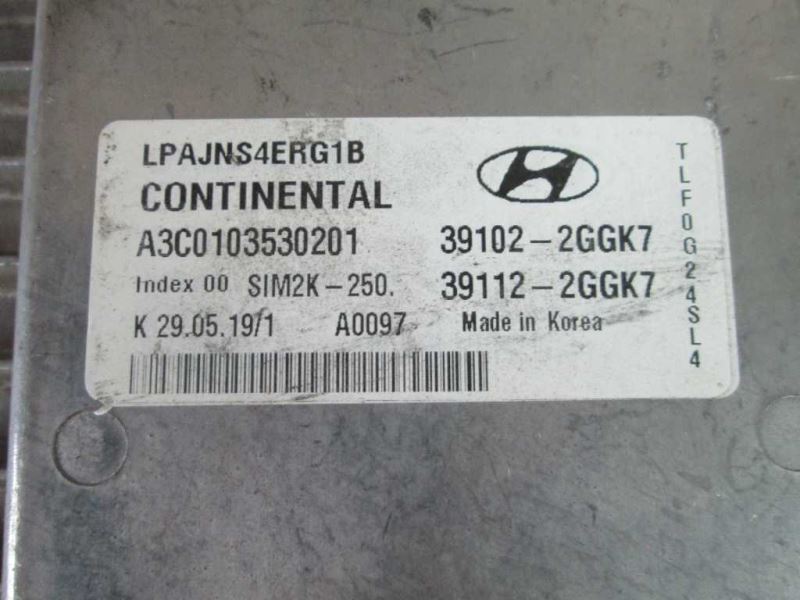 LPAJNS4ERG1B
CONTINENTAL
A3C0103530201 39102-2GGK7
Index 00 SIM2K-250. 39112-2GGK7
K 29.05.19/1 A0097 Made in Korea
TLF0G24SL4